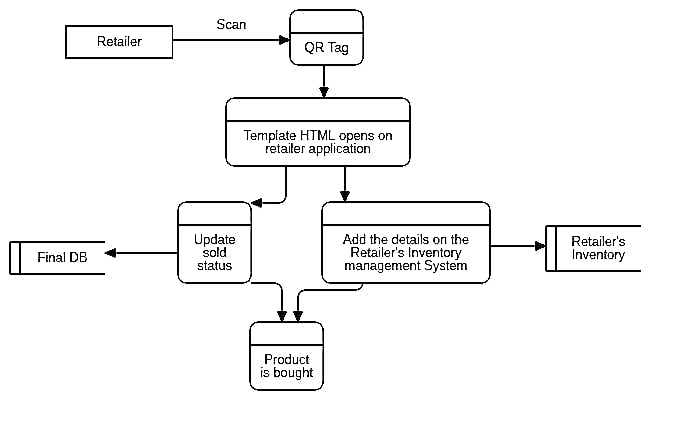 Scan
Retailer
QR Tag
Template HTML opens on
retailer application
Update
sold
status
Add the details on the
Retailer's Inventory
management System
Final DB
Retailer's
Inventory
Product
is bought